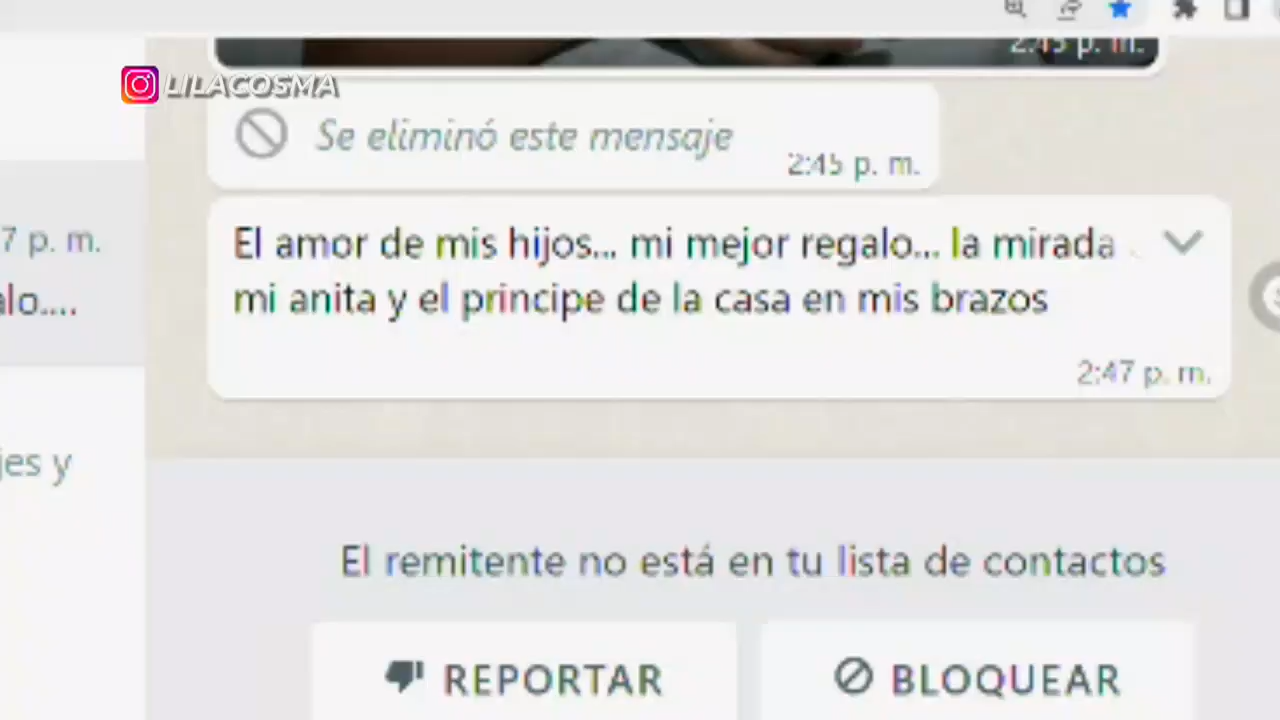 2:45 p. m.
LILACOSMA
Se eliminó este mensaje
2:45 p. m.
7 p. m.
El amor de mis hijos... mi mejor regalo... la mirada
alo....
mi anita y el principe de la casa en mis brazos
2:47 p. m.
jes y
El remitente no está en tu lista de contactos
REPORTAR
BLOQUEAR